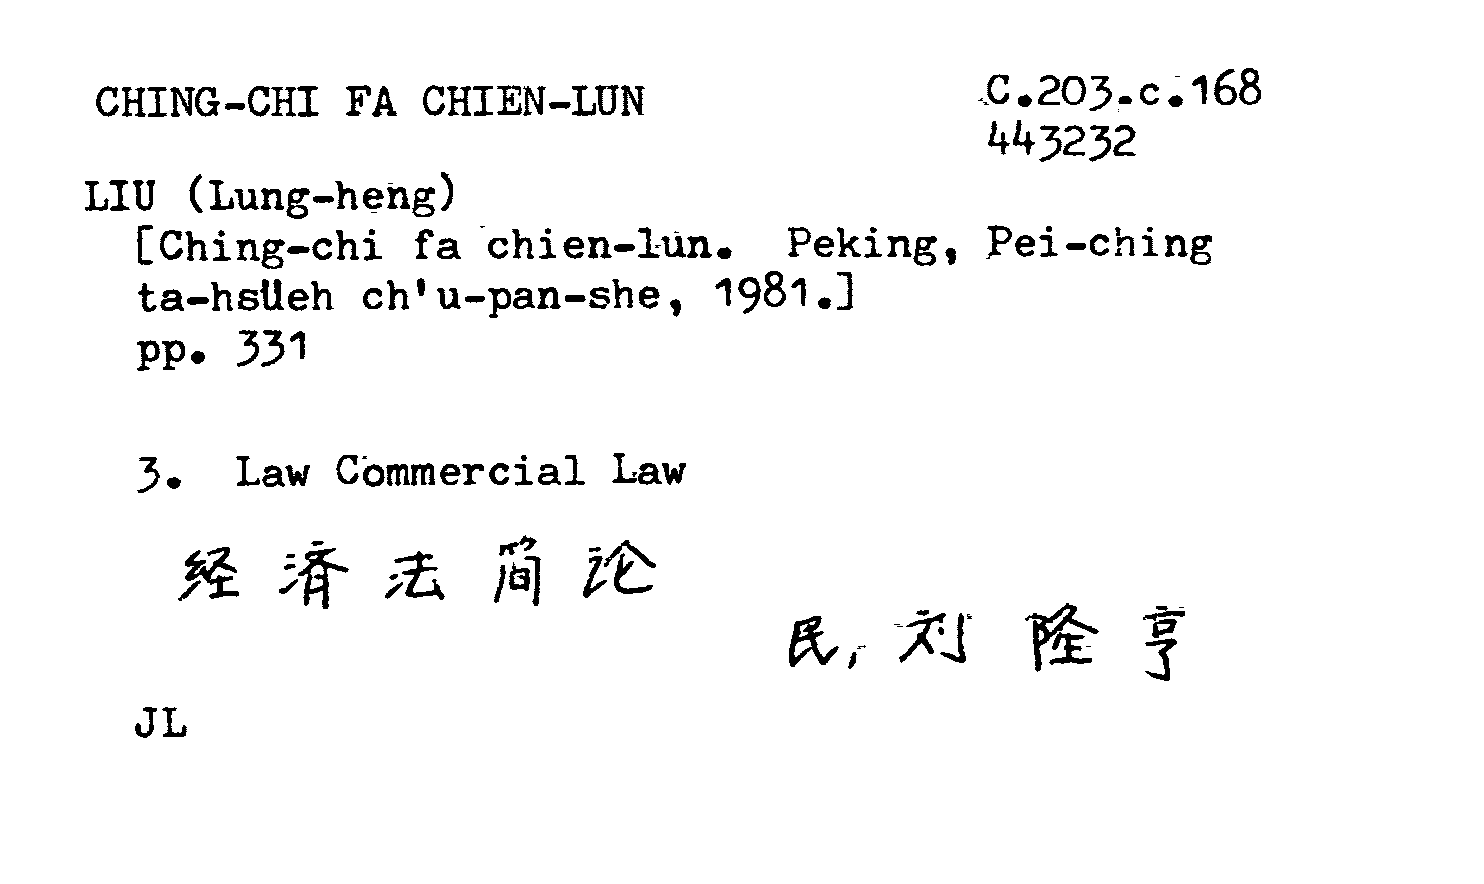 CHING-CHI FA CHIEN-LUN
C.203.c.168
443232
LIU (Lung-heng)
[Ching-chi fa chien-lun. Peking, Pei-ching
ta-hsüeh ch'u-pan-she, 1981.]
pp. 331
3. Law Commercial Law
经 済 法 简 论
民, 刘 隆 亨
JL